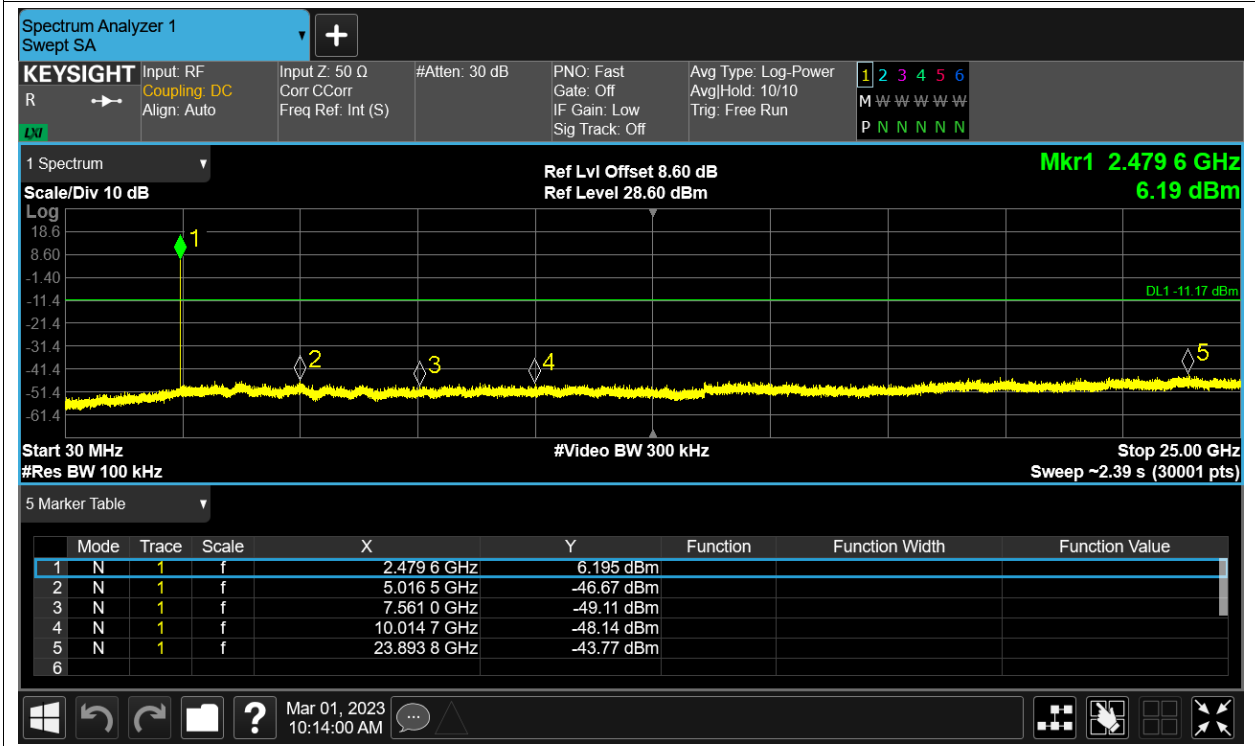 Spectrum Analyzer 1
Swept SA
+
KEYSIGHT Input: RF Input Z: 50 Ω #Atten: 30 dB PNO: Fast Avg Type: Log-Power 1 2 3 4 5 6
R Coupling: DC Corr CCorr Gate: Off Avg|Hold: 10/10 M W W W W W
Align: Auto Freq Ref: Int (S) IF Gain: Low Trig: Free Run
LXI Sig Track: Off P N N N N N
1 Spectrum Ref Lvl Offset 8.60 dB Mkr1 2.479 6 GHz
Scale/Div 10 dB Ref Level 28.60 dBm 6.19 dBm
Log
18.6 1
8.60
-1.40
-11.4 DL1 -11.17 dBm
-21.4
-31.4 2 3 4 5
-41.4
-51.4
-61.4
Start 30 MHz #Video BW 300 kHz Stop 25.00 GHz
#Res BW 100 kHz Sweep ~2.39 s (30001 pts)
5 Marker Table
Mode Trace Scale X Y Function Function Width Function Value
1 N 1 f 2.479 6 GHz 6.195 dBm
2 N 1 f 5.016 5 GHz -46.67 dBm
3 N 1 f 7.561 0 GHz -49.11 dBm
4 N 1 f 10.014 7 GHz -48.14 dBm
5 N 1 f 23.893 8 GHz -43.77 dBm
6
? Mar 01, 2023
10:14:00 AM